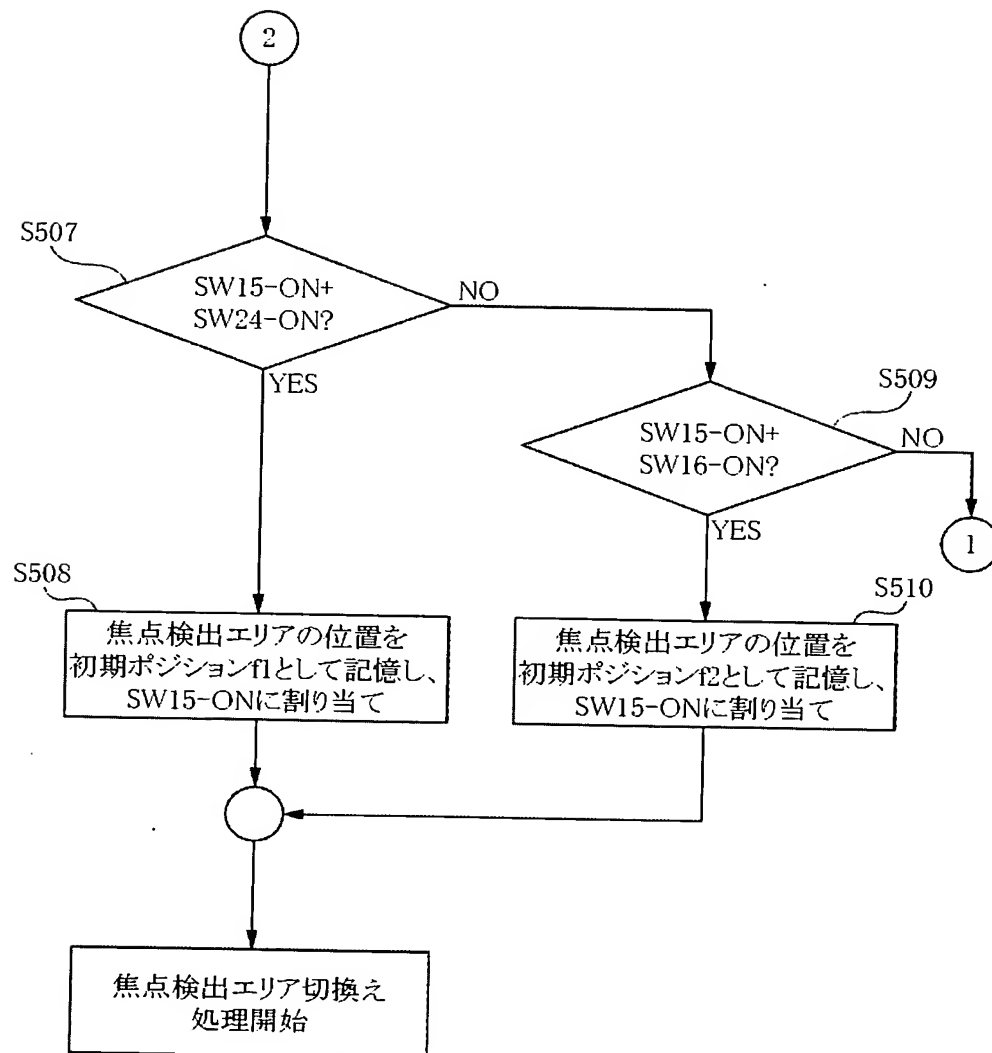 2
S507
SW15-ON+
SW24-ON?
NO
YES
S509
SW15-ON+
SW16-ON?
NO
YES
1
S508
焦点検出エリアの位置を
初期ポジションf1として記憶し、
SW15-ONに割り当て
S510
焦点検出エリアの位置を
初期ポジションf2として記憶し、
SW15-ONに割り当て
焦点検出エリア切換え
処理開始